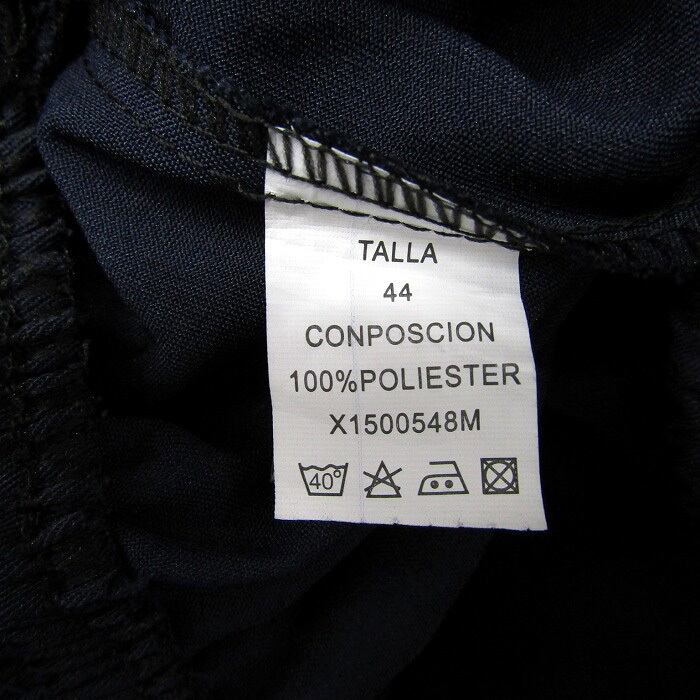 TALLA
44
CONPOSCION
100%POLIESTER
X1500548M
40°